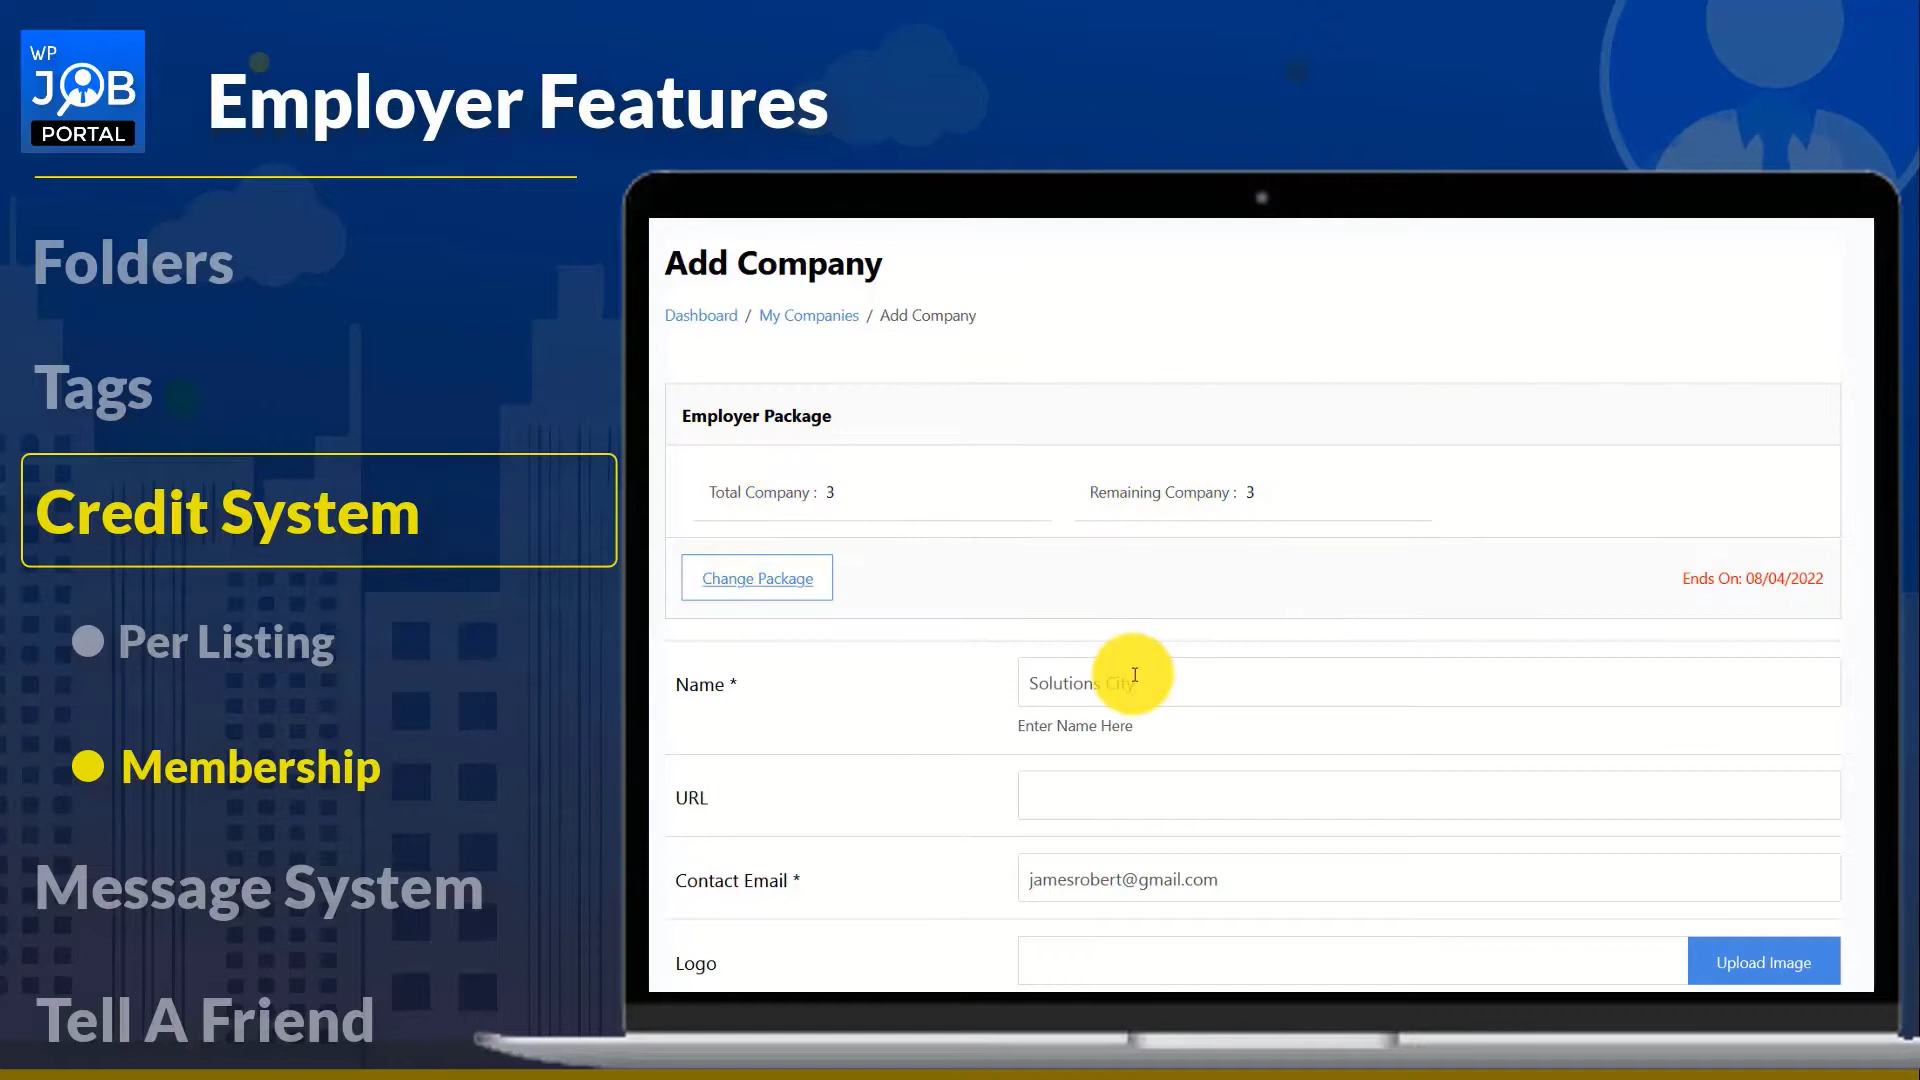 WP
JOB
PORTAL
Employer Features
Folders
Tags
Credit System
Per Listing
Membership
Message System
Tell A Friend
Add Company
Dashboard / My Companies / Add Company
Employer Package
Total Company : 3
Remaining Company : 3
Change Package
Ends On: 08/04/2022
Name *
Solutions City
Enter Name Here
URL
Contact Email *
jamesrobert@gmail.com
Logo
Upload Image